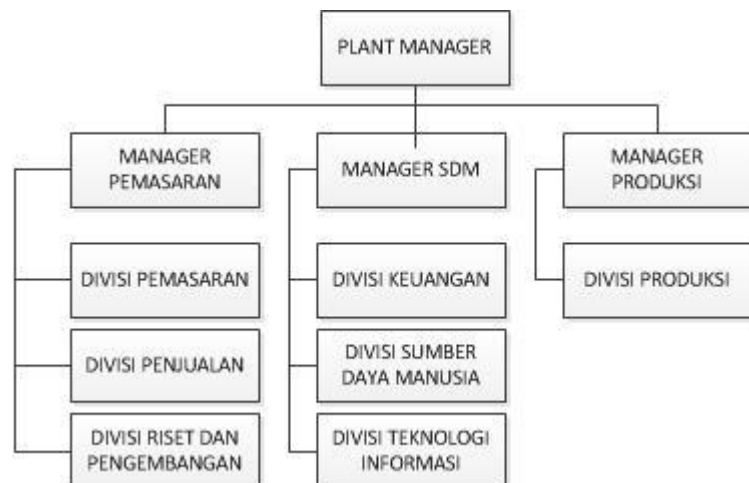 PLANT MANAGER
MANAGER
PEMASARAN
MANAGER SDM
MANAGER
PRODUKSI
DIVISI PEMASARAN
DIVISI KEUANGAN
DIVISI PRODUKSI
DIVISI PENJUALAN
DIVISI SUMBER
DAYA MANUSIA
DIVISI RISET DAN
PENGEMBANGAN
DIVISI TEKNOLOGI
INFORMASI